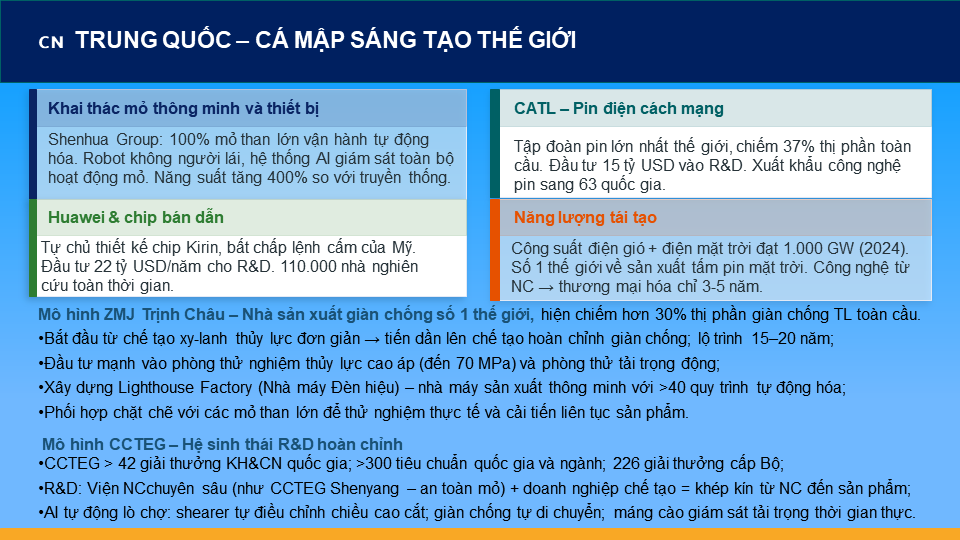 CN TRUNG QUỐC – CÁ MẬP SÁNG TẠO THẾ GIỚI
Khai thác mỏ thông minh và thiết bị
Shenhua Group: 100% mỏ than lớn vận hành tự động
hóa. Robot không người lái, hệ thống AI giám sát toàn bộ
hoạt động mỏ. Năng suất tăng 400% so với truyền thống.
CATL – Pin điện cách mạng
Tập đoàn pin lớn nhất thế giới, chiếm 37% thị phần toàn
cầu. Đầu tư 15 tỷ USD vào R&D. Xuất khẩu công nghệ
pin sang 63 quốc gia.
Huawei & chip bán dẫn
Tự chủ thiết kế chip Kirin, bất chấp lệnh cấm của Mỹ.
Đầu tư 22 tỷ USD/năm cho R&D. 110.000 nhà nghiên
cứu toàn thời gian.
Năng lượng tái tạo
Công suất điện gió + điện mặt trời đạt 1.000 GW (2024).
Số 1 thế giới về sản xuất tấm pin mặt trời. Công nghệ từ
NC → thương mại hóa chỉ 3-5 năm.
Mô hình ZMJ Trịnh Châu – Nhà sản xuất giàn chống số 1 thế giới, hiện chiếm hơn 30% thị phần giàn chống TL toàn cầu.
•Bắt đầu từ chế tạo xy-lanh thủy lực đơn giản → tiến dần lên chế tạo hoàn chỉnh giàn chống; lộ trình 15–20 năm;
•Đầu tư mạnh vào phòng thử nghiệm thủy lực cao áp (đến 70 MPa) và phòng thử tải trọng động;
•Xây dựng Lighthouse Factory (Nhà máy Đèn hiệu) – nhà máy sản xuất thông minh với >40 quy trình tự động hóa;
•Phối hợp chặt chẽ với các mỏ than lớn để thử nghiệm thực tế và cải tiến liên tục sản phẩm.
Mô hình CCTEG – Hệ sinh thái R&D hoàn chỉnh
•CCTEG > 42 giải thưởng KH&CN quốc gia; >300 tiêu chuẩn quốc gia và ngành; 226 giải thưởng cấp Bộ;
•R&D: Viện NCchuyên sâu (như CCTEG Shenyang – an toàn mỏ) + doanh nghiệp chế tạo = khép kín từ NC đến sản phẩm;
•AI tự động lò chợ: shearer tự điều chỉnh chiều cao cắt; giàn chống tự di chuyển; máng cào giám sát tải trọng thời gian thực.